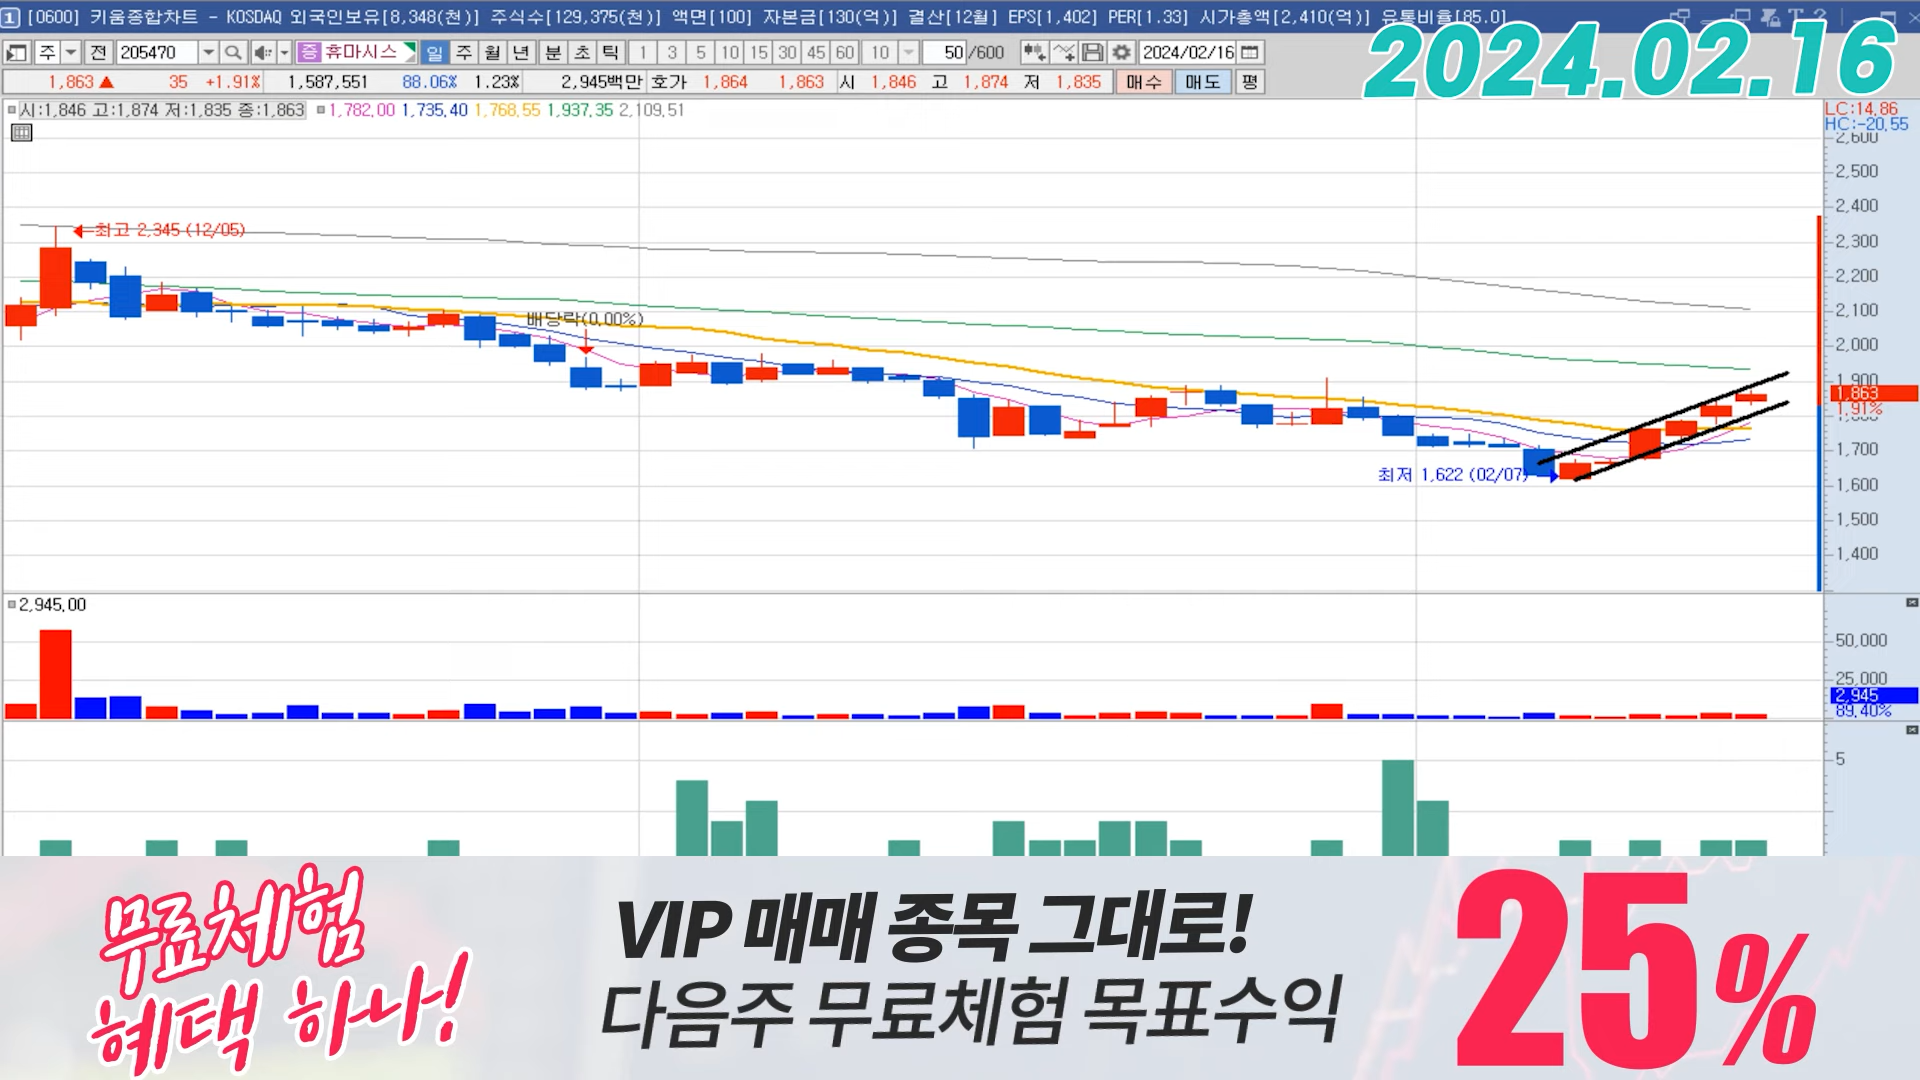 1 [0600] 키움종합차트 - KOSDAQ 외국인보유[8,348(천)] 주식수[129,375(천)] 액면[100] 자본금[130(억)] 결산[12월] EPS[1,402] PER[1.33] 시가총액[2,410(억)] 유통비율[85.0]
2024.02.16
주 전 205470 증 휴마시스 일 주 월 년 분 초 틱 1 3 5 10 15 30 45 60 10 50 /600 2024/02/16
1,863 ▲ 35 +1.91% 1,587,551 88.06% 1.23% 2,945백만 호가 1,864 1,863 시 1,846 고 1,874 저 1,835 매수 매도 평
시:1,846 고:1,874 저:1,835 종:1,863 1,782.00 1,735.40 1,768.55 1,937.35 2,109.51
LC:14.86
HC:-20.55
2,600
2,500
2,400
최고 2,345 (12/05)
2,300
2,200
2,100
배당락(0.00%)
2,000
1,900
1,863
1.91%
1,800
1,700
최저 1,622 (02/07)
1,600
1,500
1,400
2,945.00
50,000
25,000
2,945
89.40%
5
무료체험
혜택 하나!
VIP 매매 종목 그대로!
다음주 무료체험 목표수익
25%